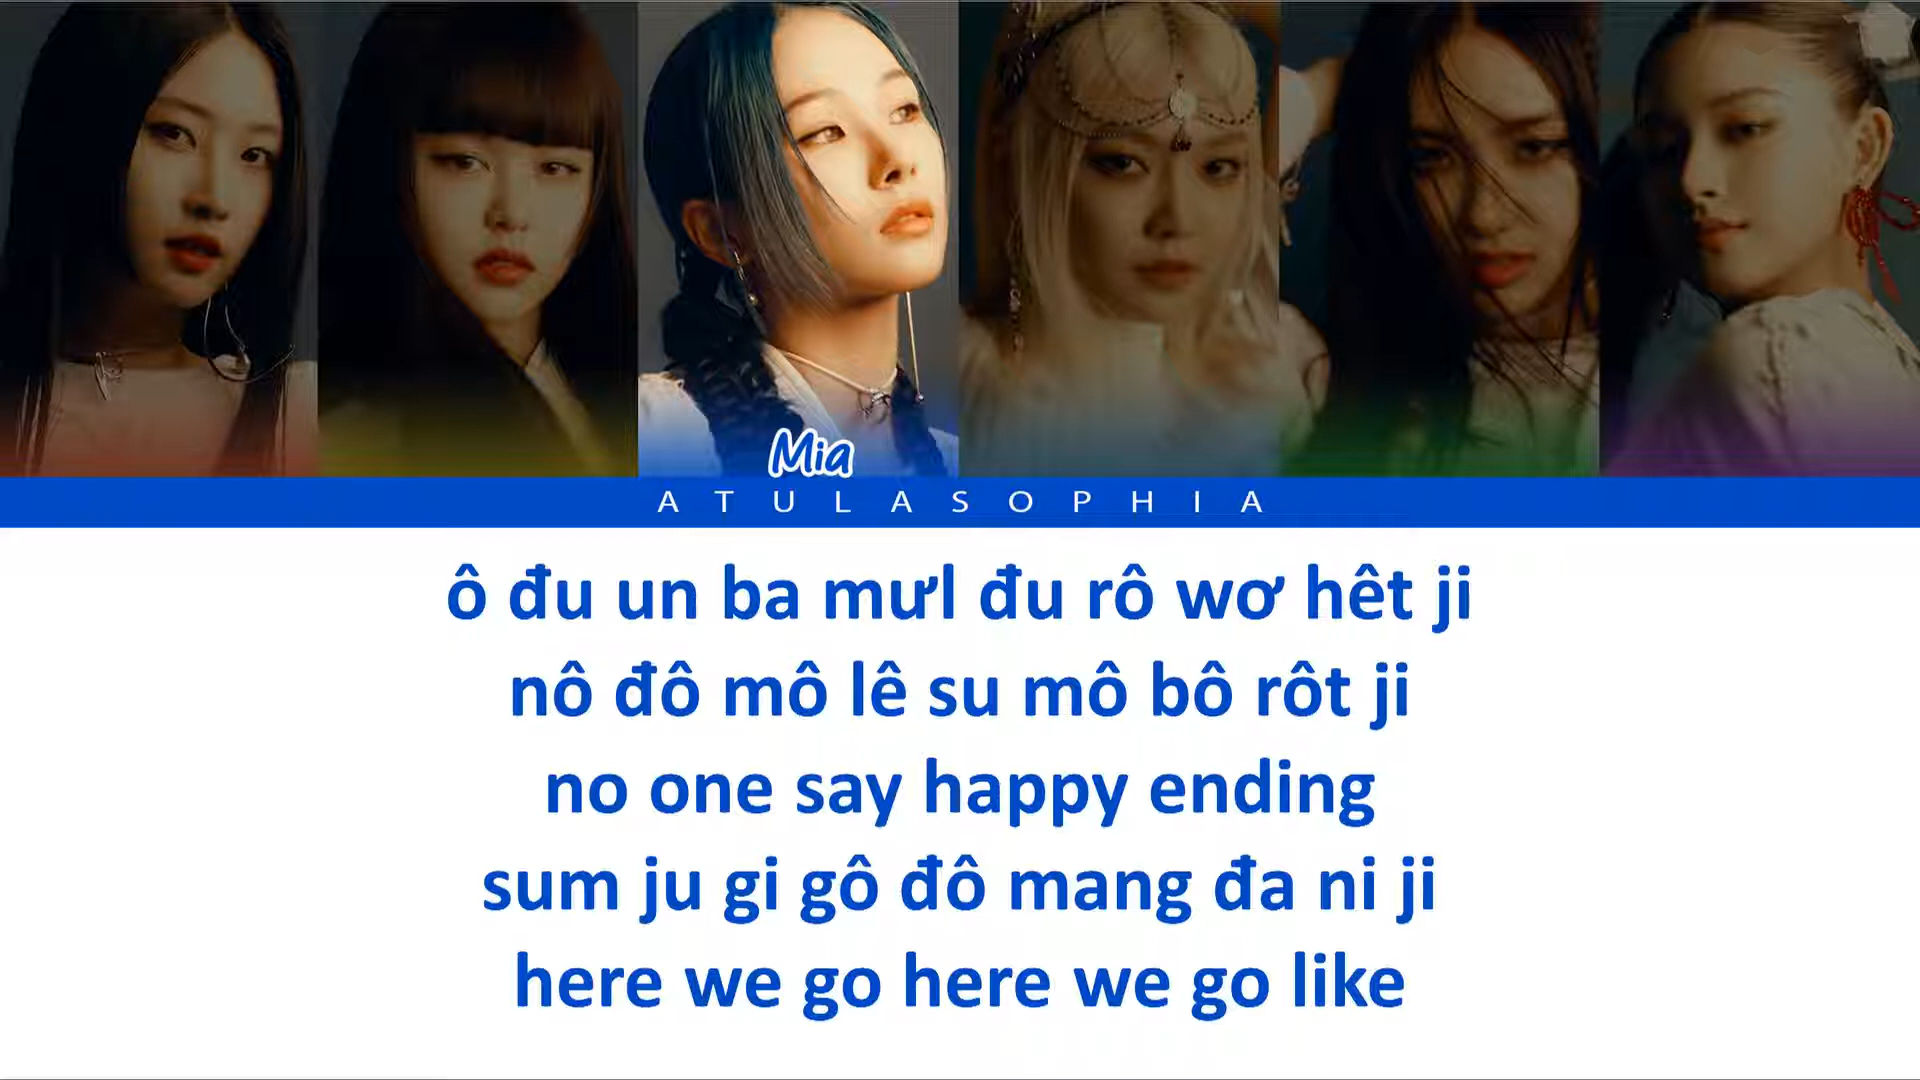 Mia
ATULASOPHIA
ô đu un ba mưl đu rô wơ hêt ji
nô đô mô lê su mô bô rôt ji
no one say happy ending
sum ju gi gô đô mang đa ni ji
here we go here we go like